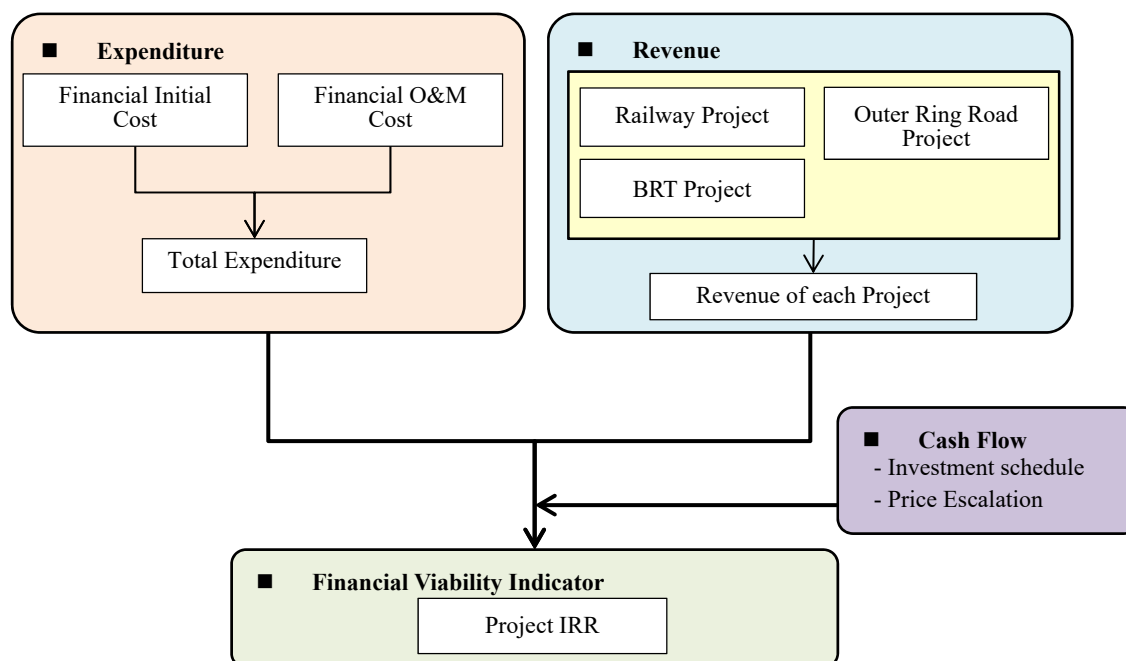 ■ Expenditure
Financial Initial
Cost
Financial O&M
Cost
Total Expenditure
■ Revenue
Railway Project
Outer Ring Road
Project
BRT Project
Revenue of each Project
■ Cash Flow
- Investment schedule
- Price Escalation
■ Financial Viability Indicator
Project IRR